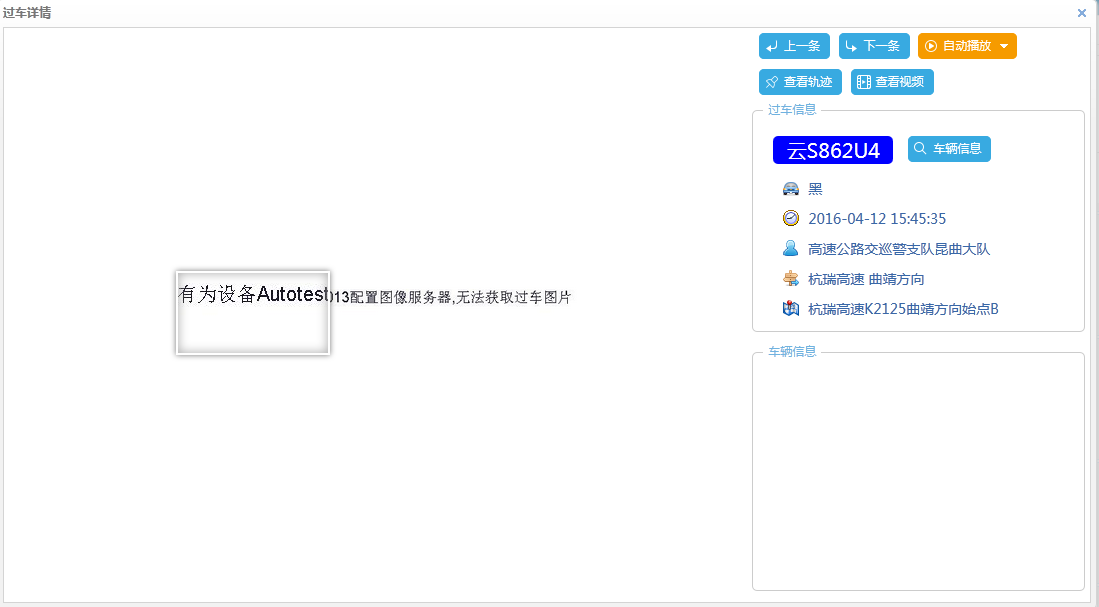 过车详情
上一条
下一条
自动播放
查看轨迹
查看视频
过车信息
云S862U4
车辆信息
黑
2016-04-12 15:45:35
高速公路交巡警支队昆曲大队
杭瑞高速 曲靖方向
杭瑞高速K2125曲靖方向始点B
有为设备Autotest013配置图像服务器,无法获取过车图片
车辆信息